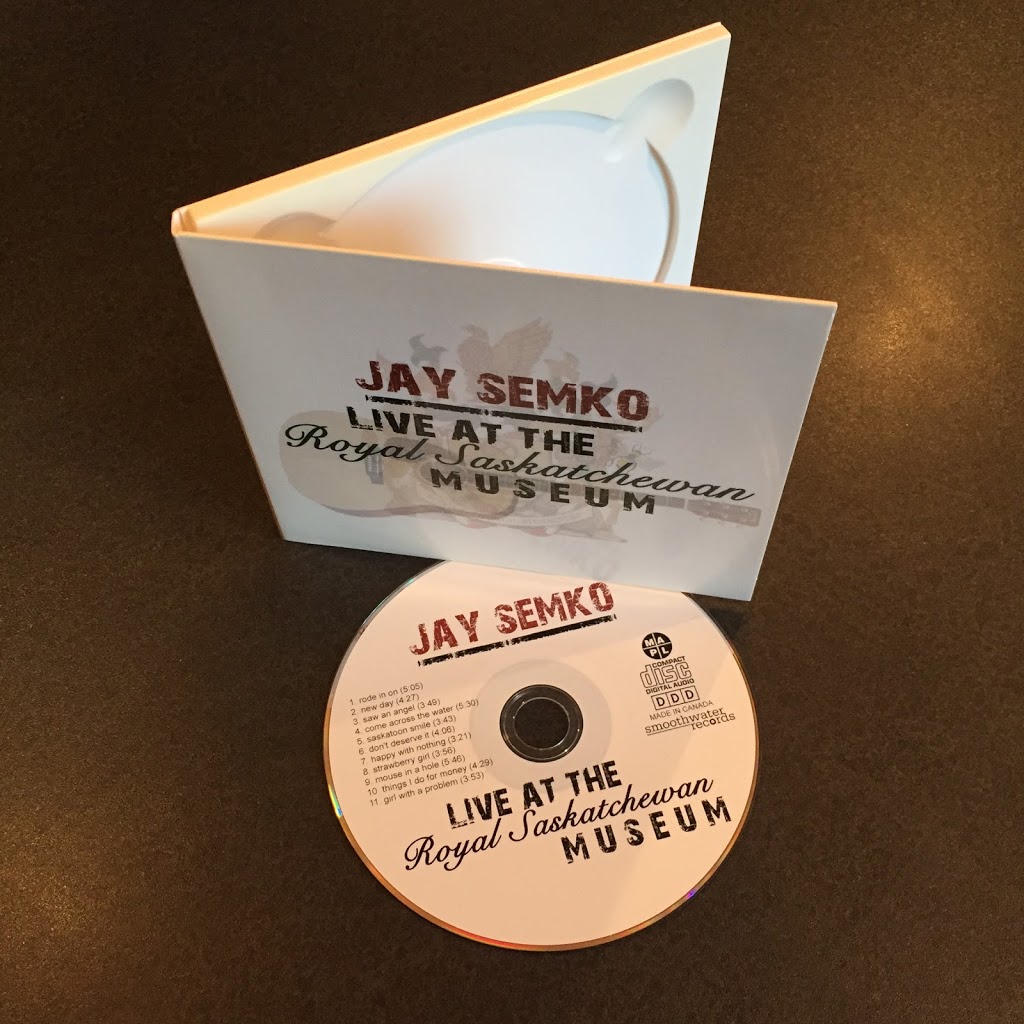 JAY SEMKO
LIVE AT THE
Royal Saskatchewan
MUSEUM
JAY SEMKO
1. rode in on (5:05)
2. new day (4:27)
3. saw an angel (3:49)
4. come across the water (5:30)
5. saskatoon smile (3:43)
6. don't deserve it (4:08)
7. happy with nothing (3:21)
8. strawberry girl (3:56)
9. mouse in a hole (5:46)
10 things I do for money (4:29)
11. girl with a problem (3:53)
MAPL
COMPACT
disc
DIGITAL AUDIO
DDD
MADE IN CANADA
smoothwater
records
LIVE AT THE
Royal Saskatchewan
MUSEUM